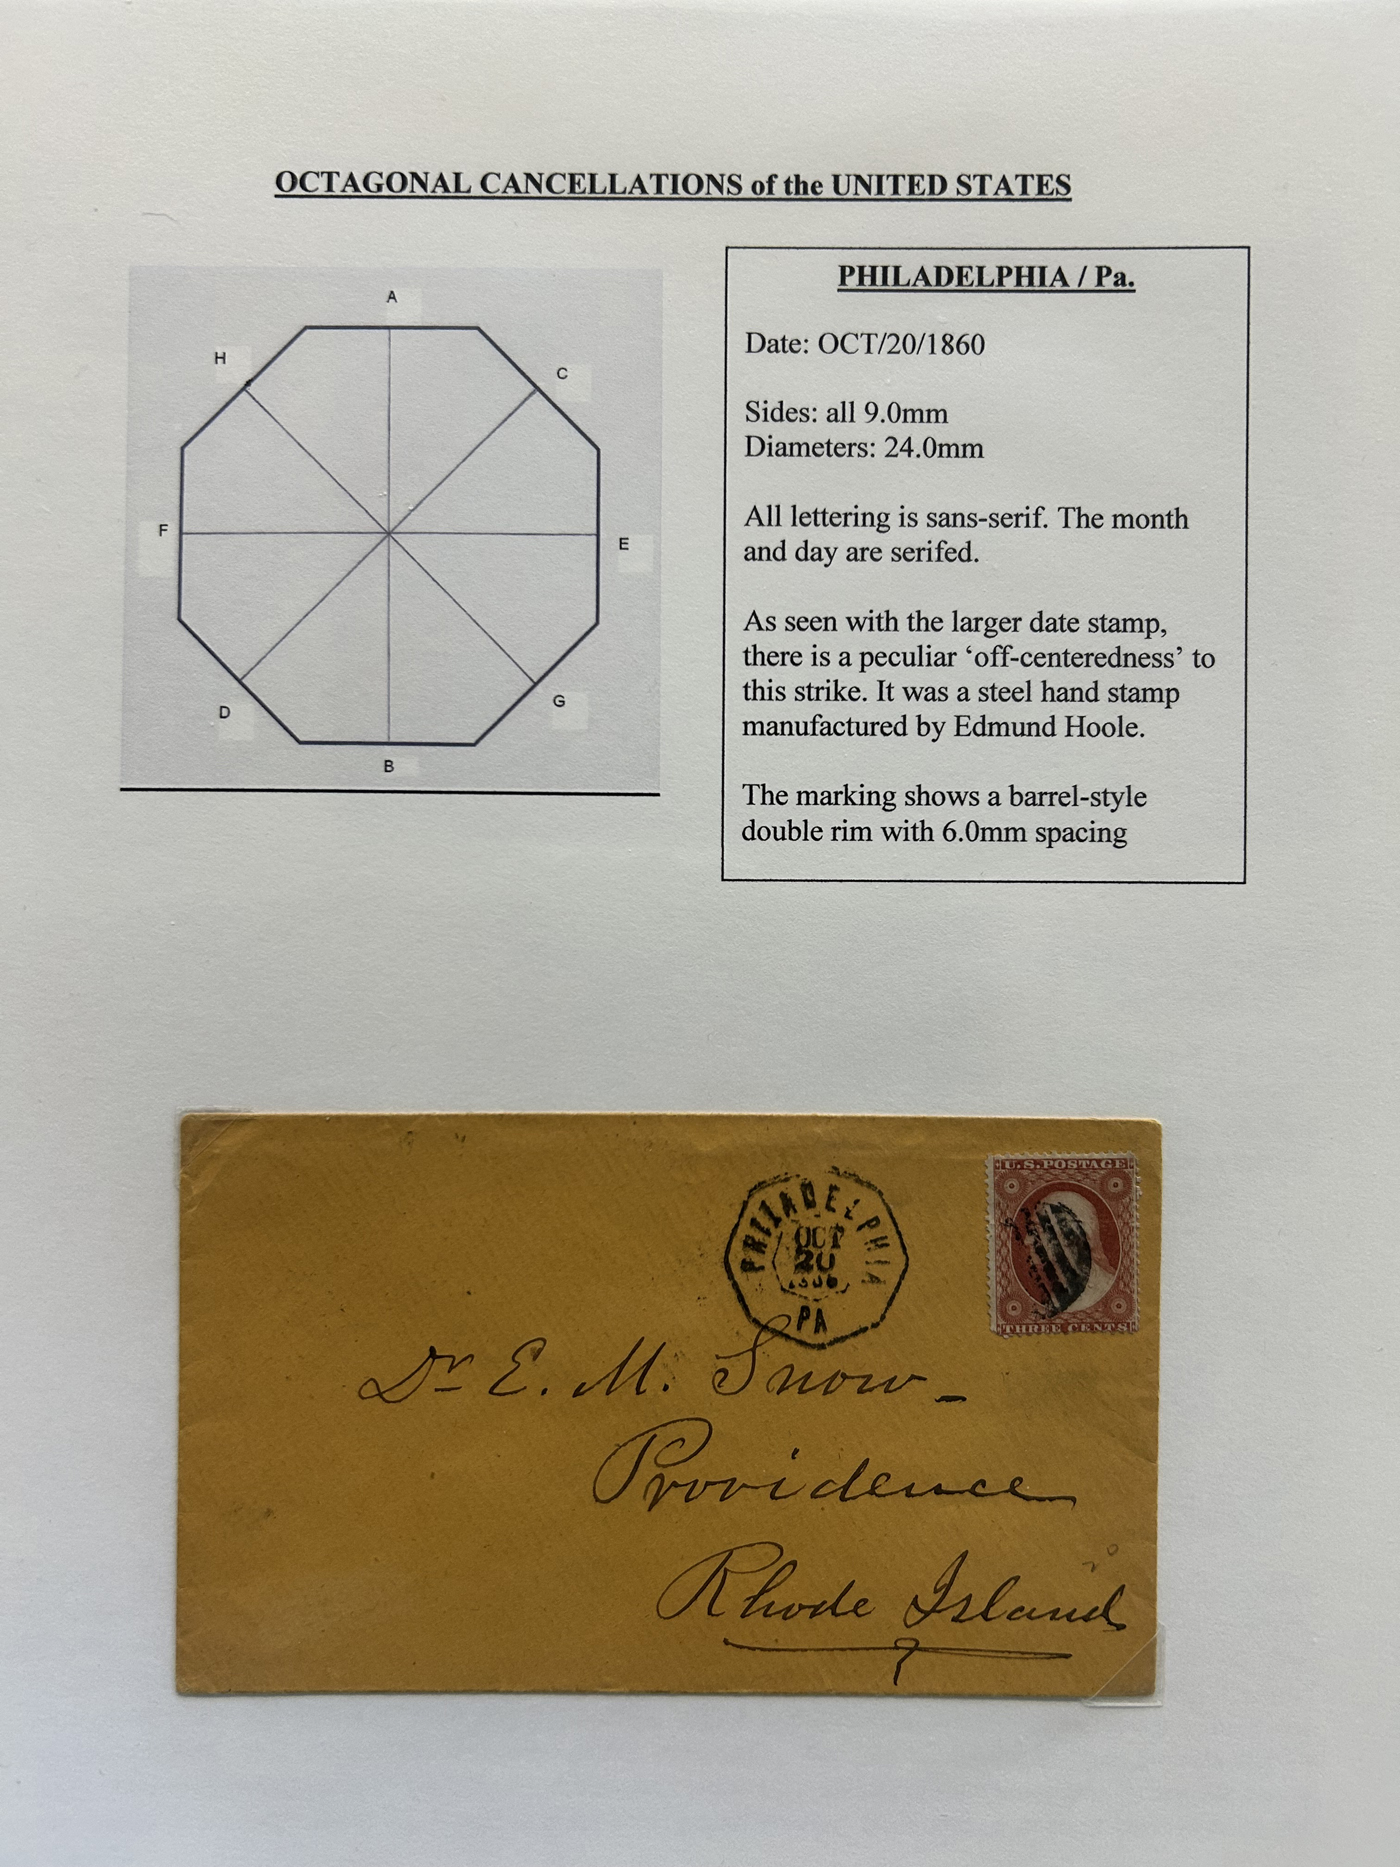 OCTAGONAL CANCELLATIONS of the UNITED STATES
A
H
C
F
E
D
G
B
PHILADELPHIA / Pa.
Date: OCT/20/1860
Sides: all 9.0mm
Diameters: 24.0mm
All lettering is sans-serif. The month
and day are serifed.
As seen with the larger date stamp,
there is a peculiar ‘off-centeredness’ to
this strike. It was a steel hand stamp
manufactured by Edmund Hoole.
The marking shows a barrel-style
double rim with 6.0mm spacing
PHILADELPHIA
OCT
20
PA
U.S. POSTAGE
THREE CENTS
Dr E. M. Snow
Providence
Rhode Island